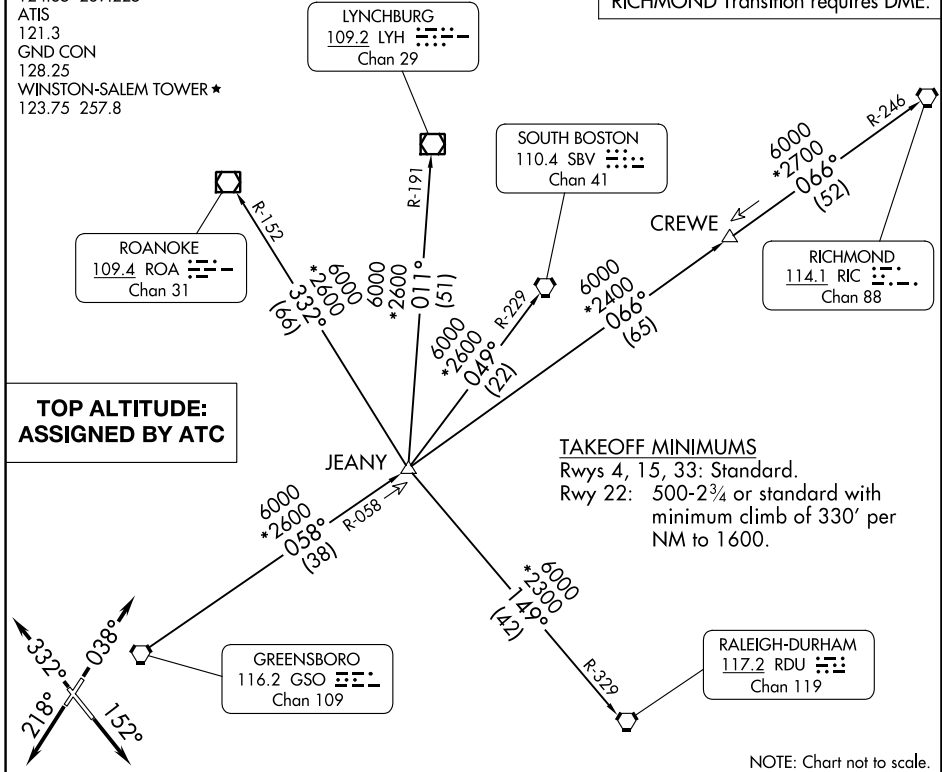 ATIS
121.3
GND CON
128.25
WINSTON-SALEM TOWER ★
123.75 257.8
RICHMOND Transition requires DME.
LYNCHBURG
109.2 LYH
Chan 29
SOUTH BOSTON
110.4 SBV
Chan 41
ROANOKE
109.4 ROA
Chan 31
RICHMOND
114.1 RIC
Chan 88
CREWE
R-246
6000
*2700
066°
(52)
R-191
6000
*2600
011°
(51)
R-152
6000
*2600
332°
(66)
R-229
6000
*2600
049°
(22)
6000
*2400
066°
(65)
TOP ALTITUDE:
ASSIGNED BY ATC
JEANY
R-058
6000
*2600
058°
(38)
TAKEOFF MINIMUMS
Rwys 4, 15, 33: Standard.
Rwy 22: 500-2¾ or standard with
minimum climb of 330' per
NM to 1600.
6000
*2300
149°
(42)
R-329
332°
038°
218°
152°
GREENSBORO
116.2 GSO
Chan 109
RALEIGH-DURHAM
117.2 RDU
Chan 119
NOTE: Chart not to scale.